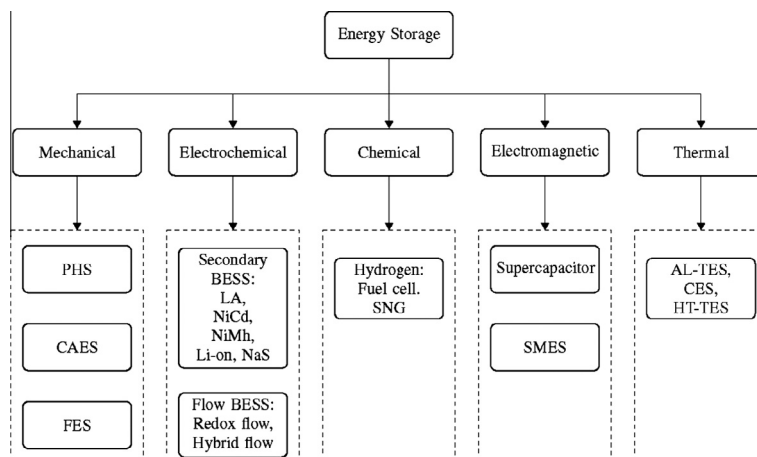 Energy Storage
Mechanical
Electrochemical
Chemical
Electromagnetic
Thermal
PHS
CAES
FES
Secondary
BESS:
LA,
NiCd,
NiMh,
Li-on, NaS
Flow BESS:
Redox flow,
Hybrid flow
Hydrogen:
Fuel cell.
SNG
Supercapacitor
SMES
AL-TES,
CES,
HT-TES